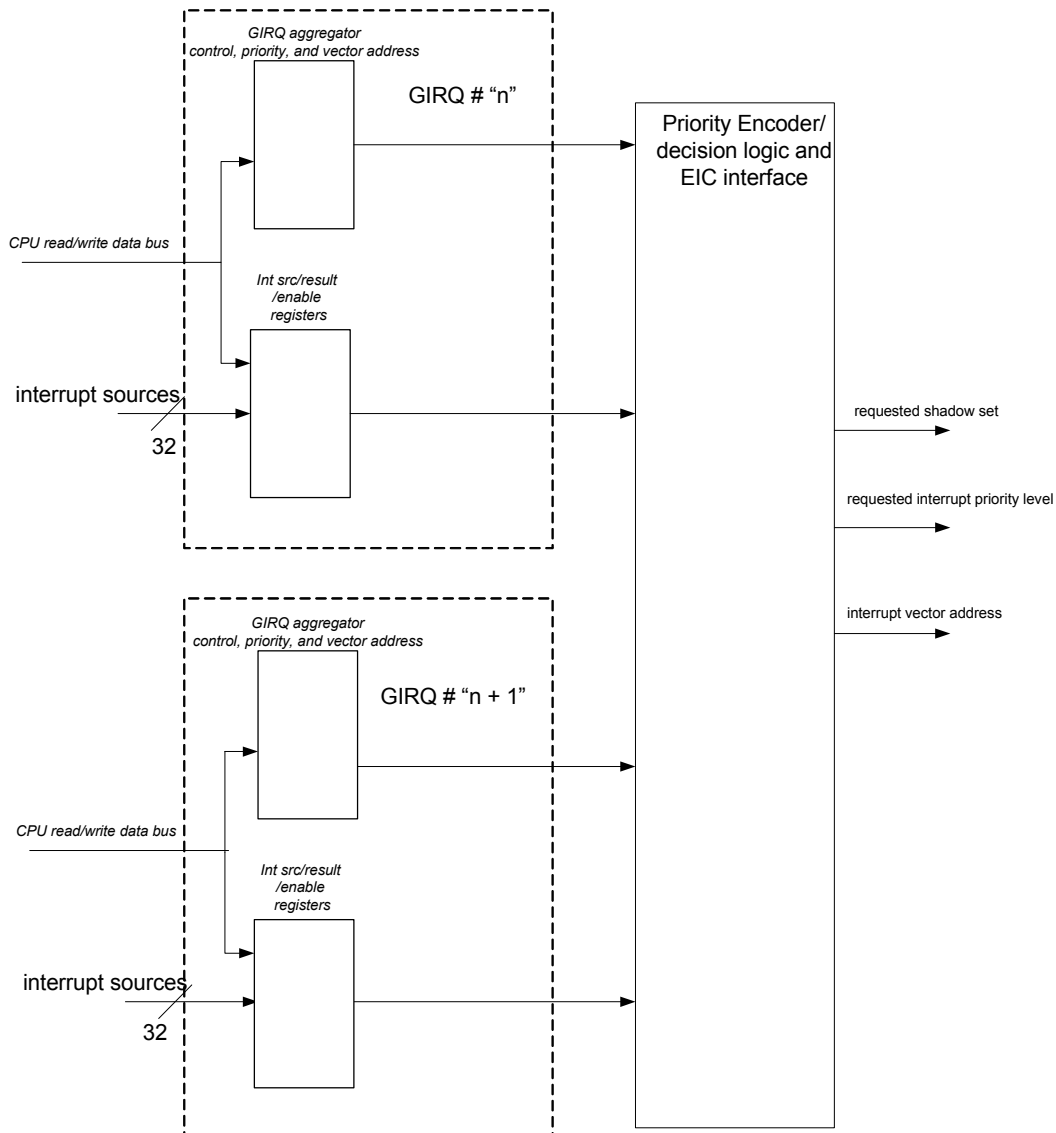 GIRQ aggregator
control, priority, and vector address
GIRQ # “n”
Priority Encoder/
decision logic and
EIC interface
CPU read/write data bus
Int src/result
/enable
registers
interrupt sources
32
requested shadow set
requested interrupt priority level
interrupt vector address
GIRQ aggregator
control, priority, and vector address
GIRQ # “n + 1”
CPU read/write data bus
Int src/result
/enable
registers
interrupt sources
32